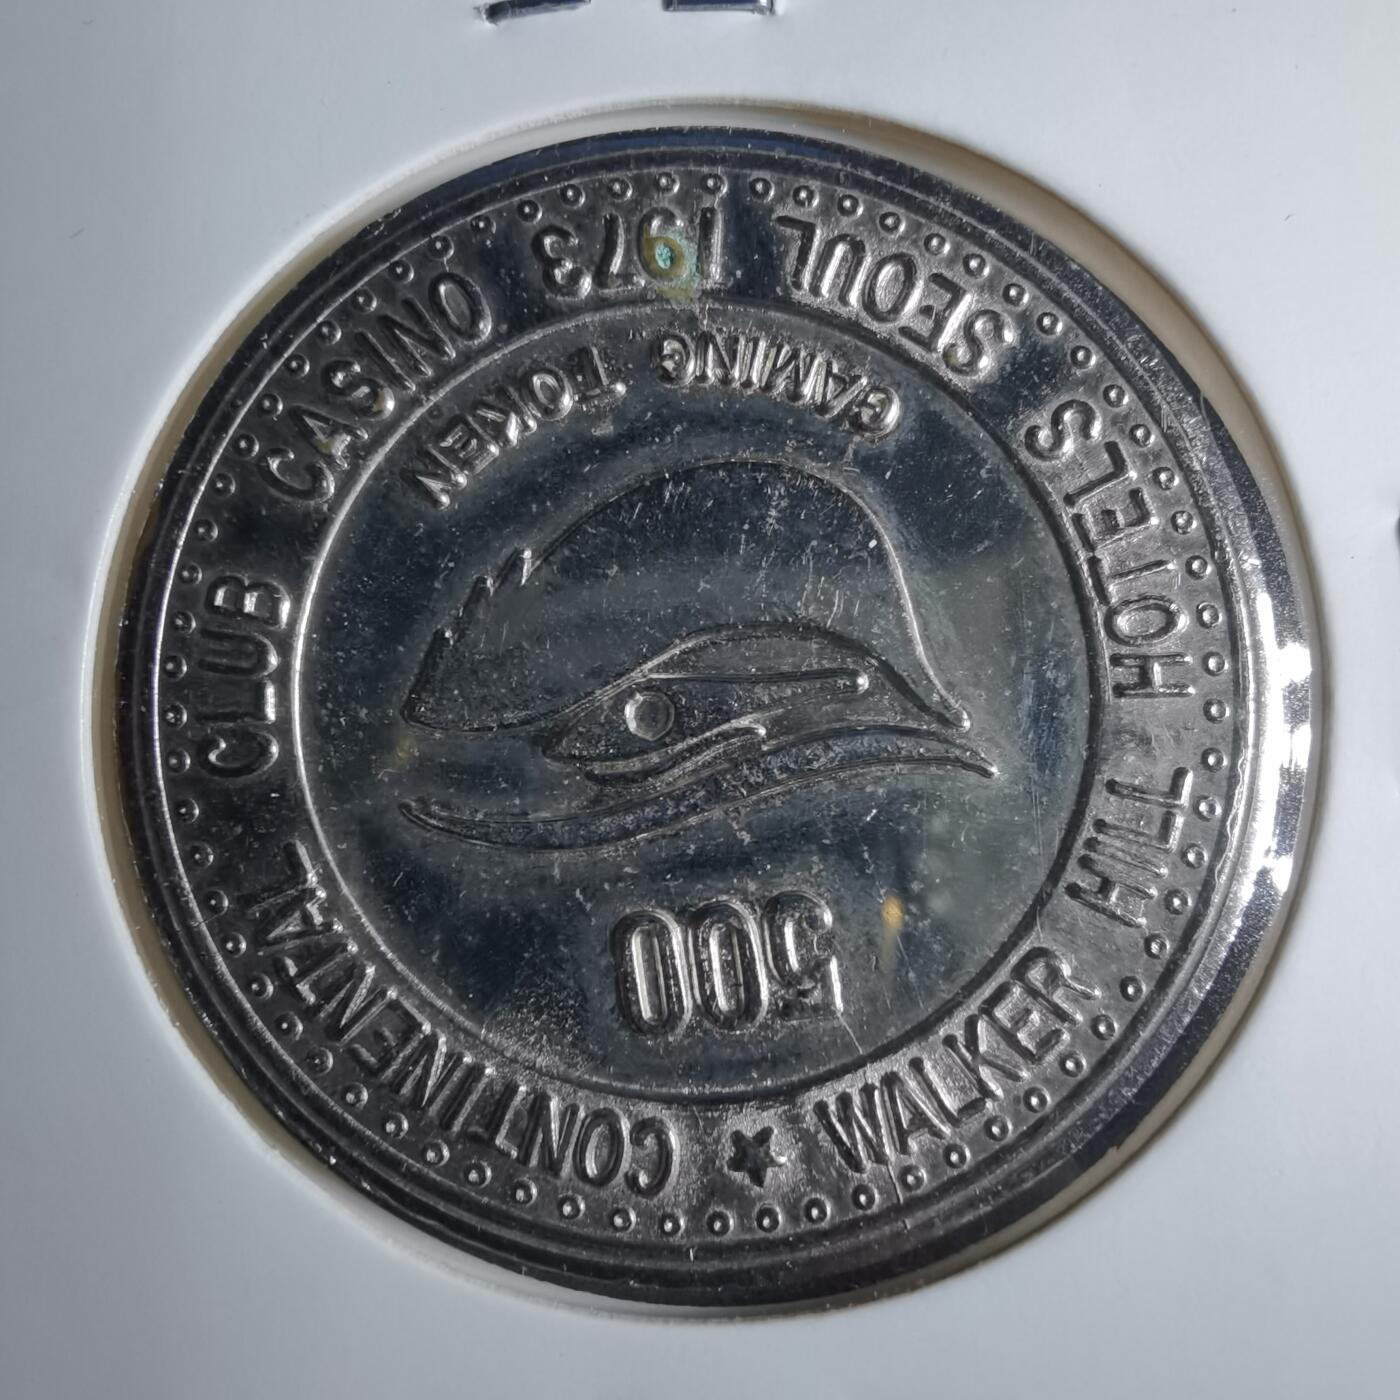 WALKER HILL HOTELS SEOUL 1973
CONTINENTAL CLUB CASINO
500
GAMING TOKEN